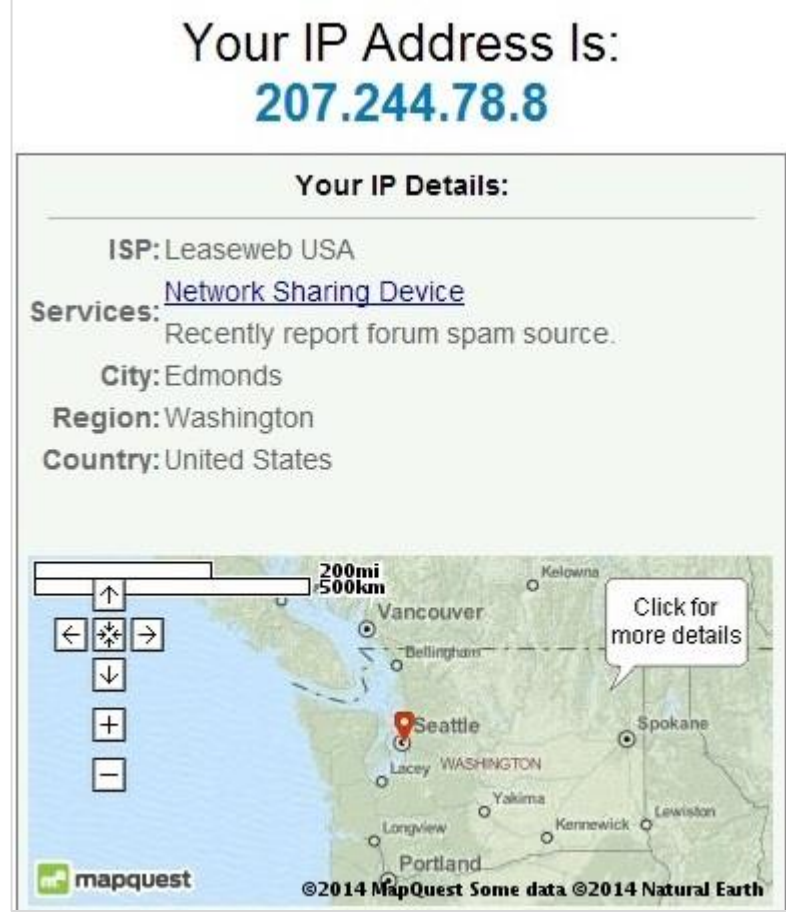 Your IP Address Is:
207.244.78.8
Your IP Details:
ISP: Leaseweb USA
Services: Network Sharing Device
Recently report forum spam source.
City: Edmonds
Region: Washington
Country: United States
200mi
500km
Kelowna
Click for
more details
Vancouver
Bellingham
Seattle
Spokane
Lacey
WASHINGTON
Yakima
Longview
Kennewick
Lewiston
Portland
mapquest
©2014 MapQuest Some data ©2014 Natural Earth